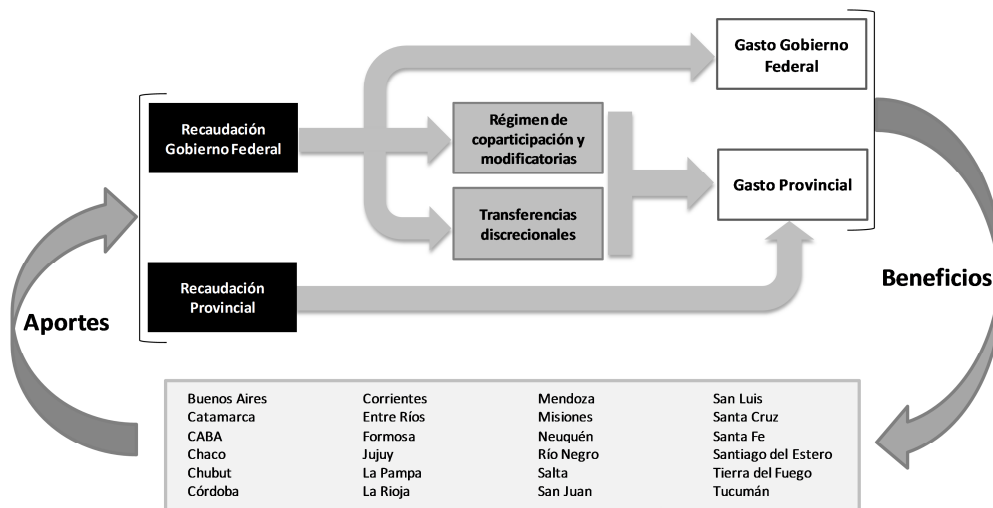 Gasto Gobierno
Federal
Recaudación
Gobierno Federal
Régimen de
coparticipación y
modificatorias
Gasto Provincial
Transferencias
discrecionales
Recaudación
Provincial
Aportes
Beneficios
Buenos Aires
Catamarca
CABA
Chaco
Chubut
Córdoba
Corrientes
Entre Ríos
Formosa
Jujuy
La Pampa
La Rioja
Mendoza
Misiones
Neuquén
Río Negro
Salta
San Juan
San Luis
Santa Cruz
Santa Fe
Santiago del Estero
Tierra del Fuego
Tucumán